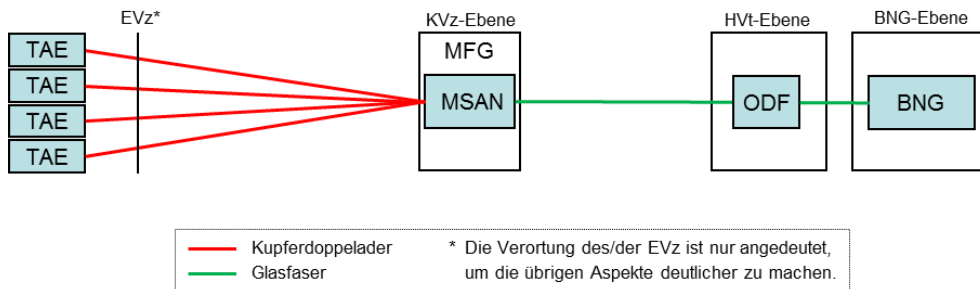 EVz*
KVz-Ebene
HVt-Ebene
BNG-Ebene
TAE
TAE
TAE
TAE
MFG
MSAN
ODF
BNG
Kupferdoppelader
Glasfaser
* Die Verortung des/der EVz ist nur angedeutet,
um die übrigen Aspekte deutlicher zu machen.